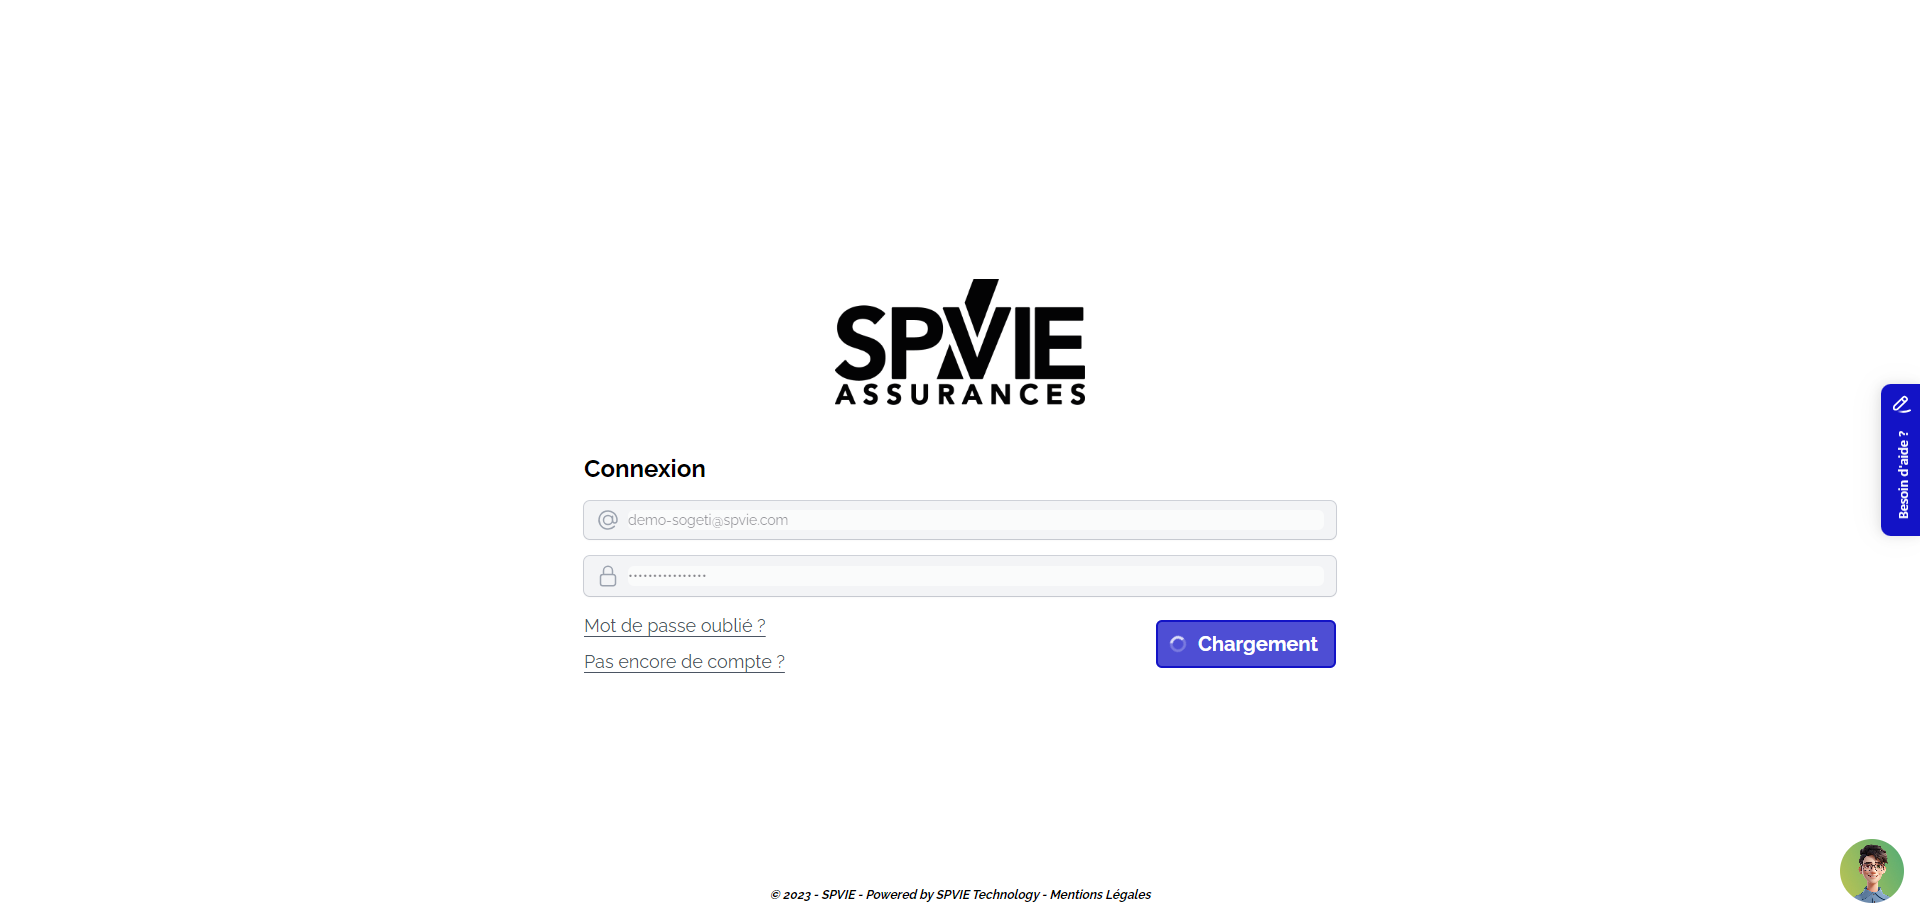 SPVIE
ASSURANCES
Connexion
demo-sogeti@spvie.com
••••••••••••••••
Mot de passe oublié ?
Chargement
Pas encore de compte ?
Besoin d'aide ?
© 2023 - SPVIE - Powered by SPVIE Technology - Mentions Légales